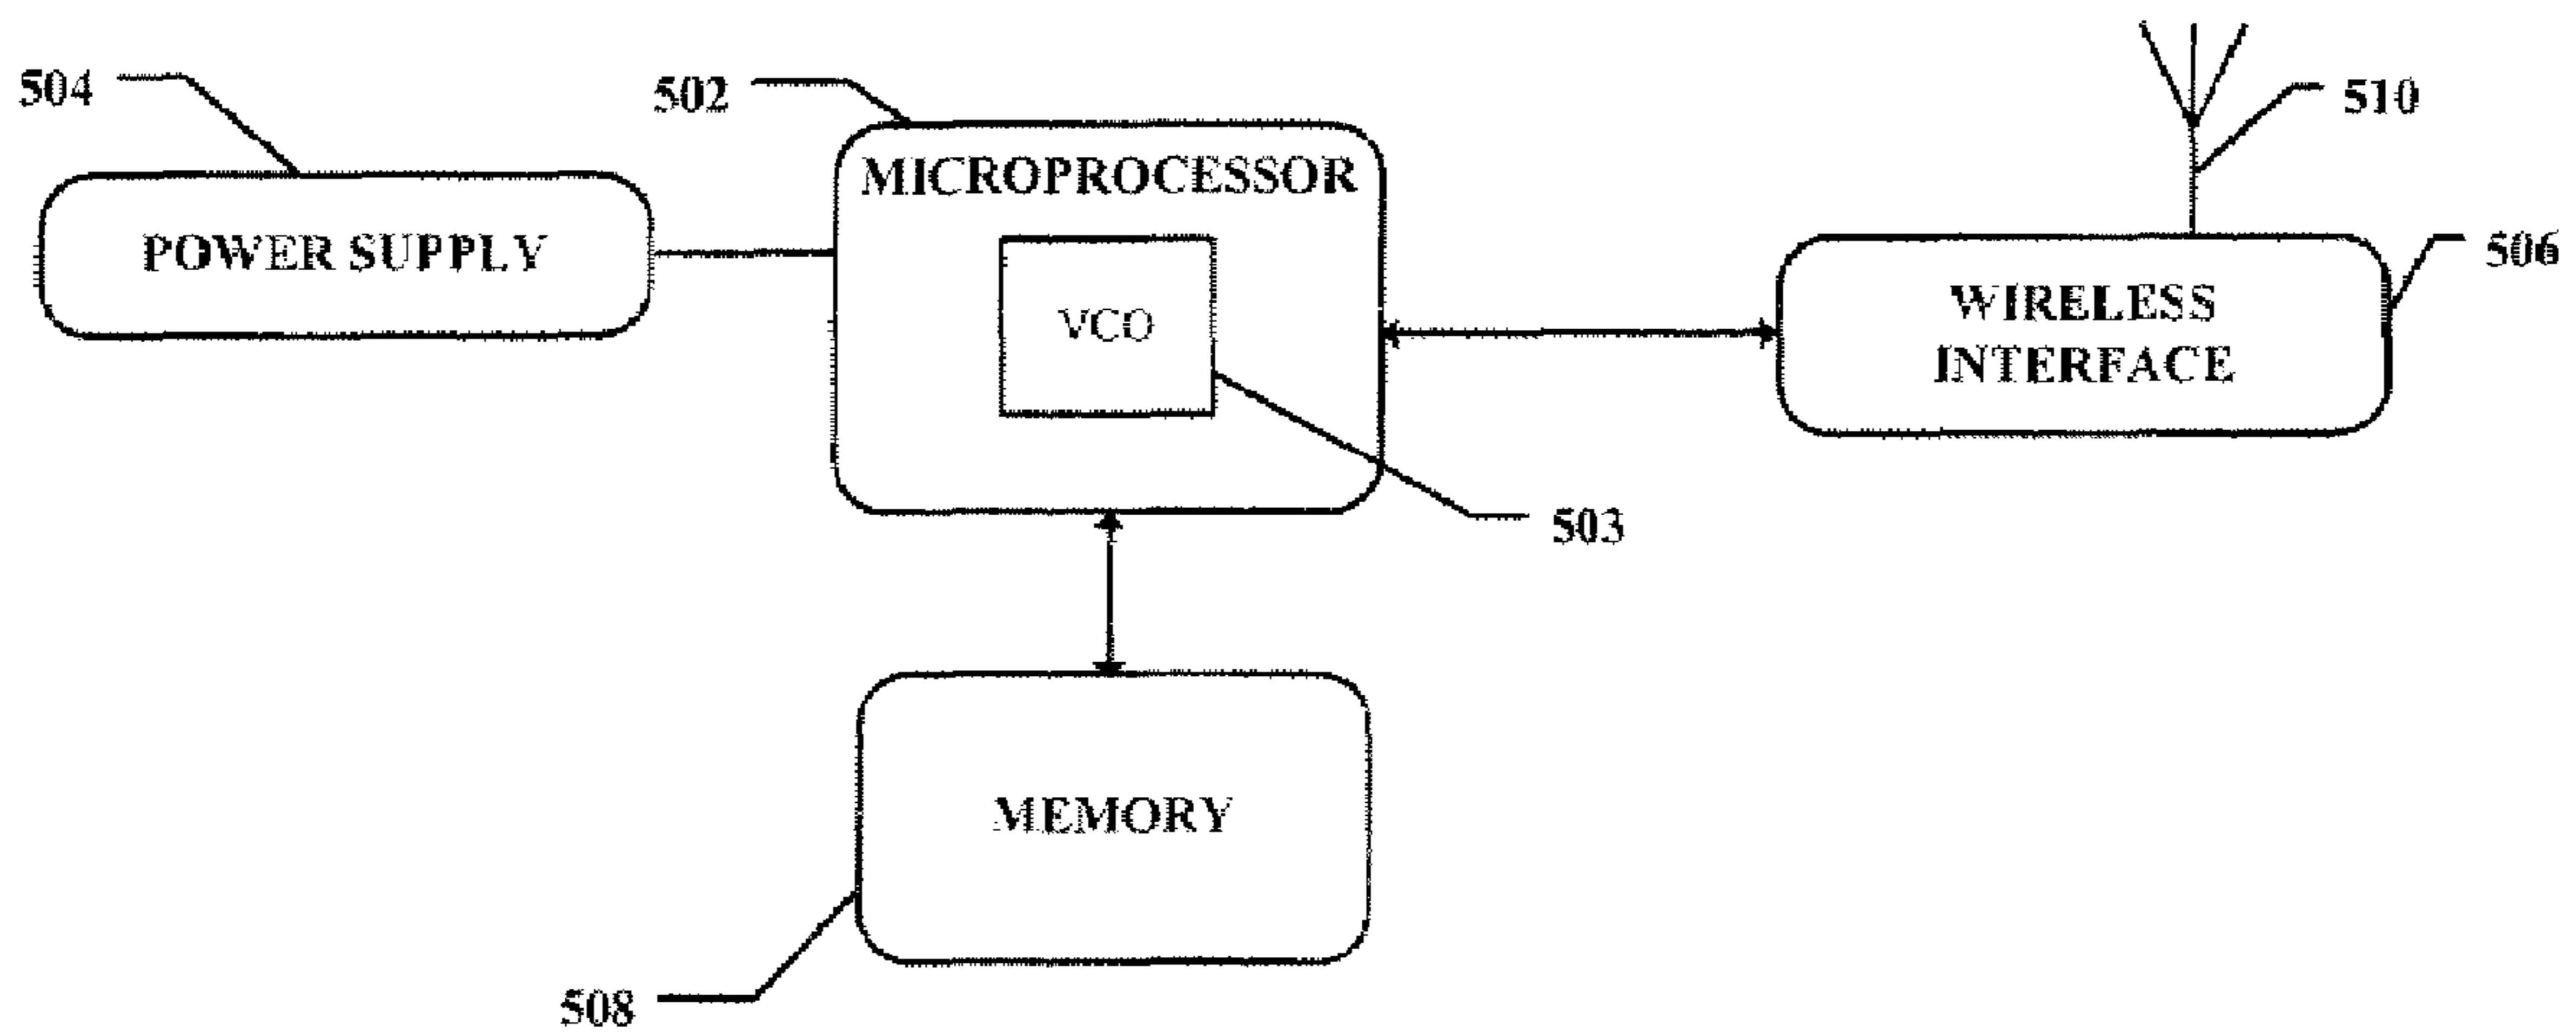 504
502
510
MICROPROCESSOR
POWER SUPPLY
506
VCO
WIRELESS
INTERFACE
503
MEMORY
508